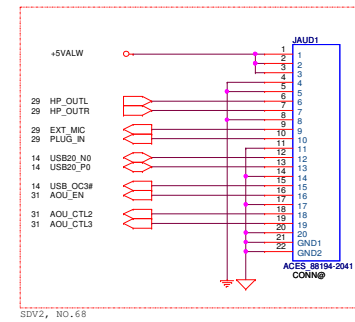 JAUD1
+5VALW
1 1
2 2
3 3
4 4
5 5
29 HP_OUTL 6 6
29 HP_OUTR 7 7
8 8
29 EXT_MIC 9 9
29 PLUG_IN 10 10
11 11
14 USB20_N0 12 12
14 USB20_P0 13 13
14 14
14 USB_OC3# 15 15
31 AOU_EN 16 16
17 17
31 AOU_CTL2 18 18
31 AOU_CTL3 19 19
20 20
21 GND1
22 GND2
ACES_88194-2041
CONN@
SDV2, NO.68